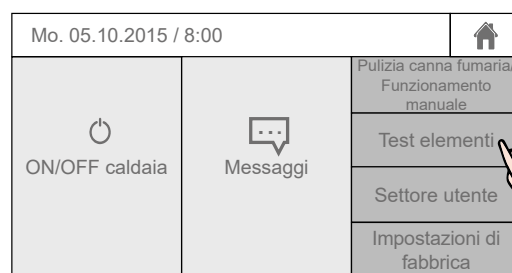 Mo. 05.10.2015 / 8:00
ON/OFF caldaia
Messaggi
Pulizia canna fumaria/
Funzionamento
manuale
Test elementi
Settore utente
Impostazioni di
fabbrica